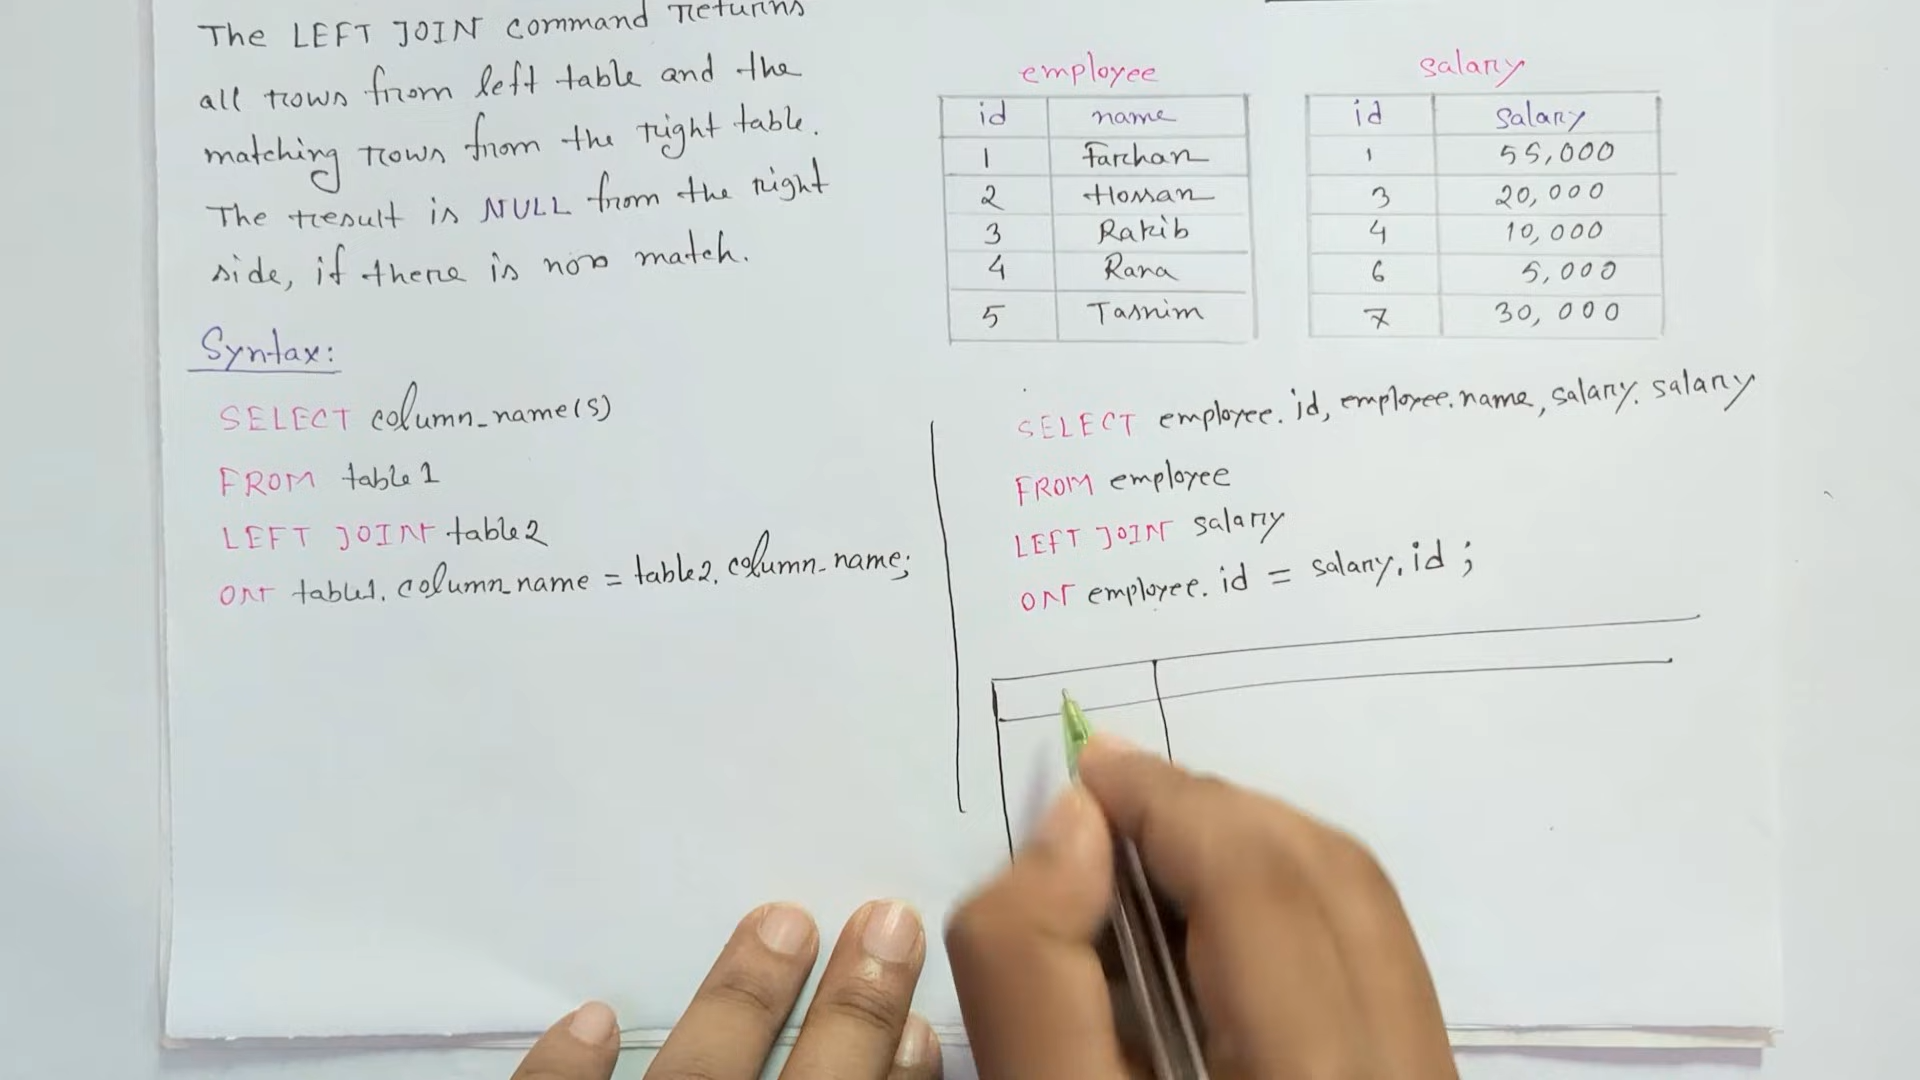 The LEFT JOIN command returns
all rows from left table and the
matching rows from the right table.
The result is NULL from the right
side, if there is no match.
Syntax:
SELECT column_name(s)
FROM table1
LEFT JOIN table2
ON table1.column_name = table2.column_name;
employee
id name
1 Farhan
2 Hossan
3 Rakib
4 Rana
5 Tasnim
salary
id salary
1 55,000
3 20,000
4 10,000
6 5,000
7 30,000
SELECT employee.id, employee.name, salary.salary
FROM employee
LEFT JOIN salary
ON employee.id = salary.id;